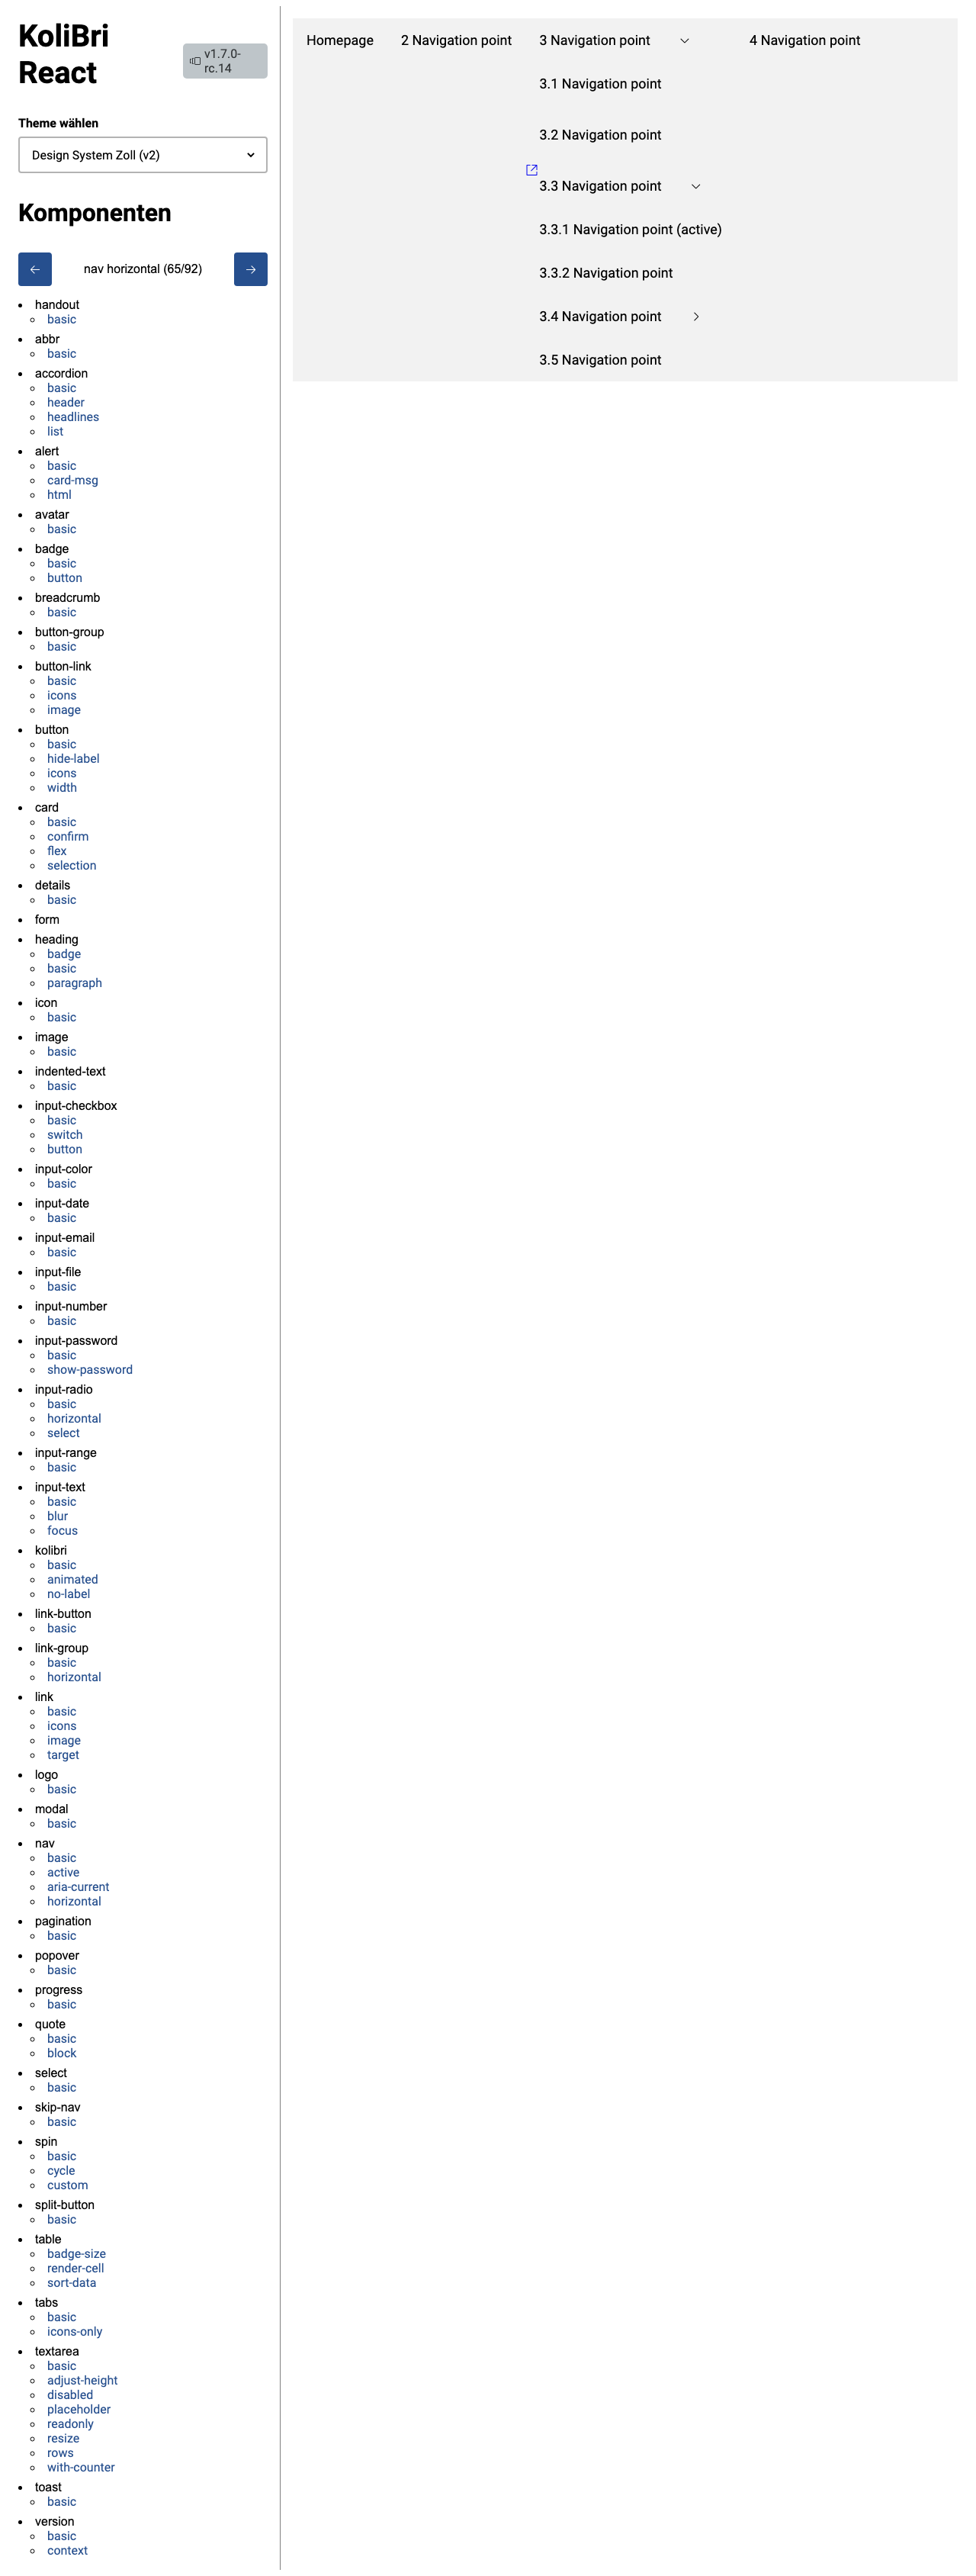 KoliBri
React
v1.7.0-
rc.14
Theme wählen
Design System Zoll (v2)
Komponenten
nav horizontal (65/92)
handout
basic
abbr
basic
accordion
basic
header
headlines
list
alert
basic
card-msg
html
avatar
basic
badge
basic
button
breadcrumb
basic
button-group
basic
button-link
basic
icons
image
button
basic
hide-label
icons
width
card
basic
confirm
flex
selection
details
basic
form
heading
badge
basic
paragraph
icon
basic
image
basic
indented-text
basic
input-checkbox
basic
switch
button
input-color
basic
input-date
basic
input-email
basic
input-file
basic
input-number
basic
input-password
basic
show-password
input-radio
basic
horizontal
select
input-range
basic
input-text
basic
blur
focus
kolibri
basic
animated
no-label
link-button
basic
link-group
basic
horizontal
link
basic
icons
image
target
logo
basic
modal
basic
nav
basic
active
aria-current
horizontal
pagination
basic
popover
basic
progress
basic
quote
basic
block
select
basic
skip-nav
basic
spin
basic
cycle
custom
split-button
basic
table
badge-size
render-cell
sort-data
tabs
basic
icons-only
textarea
basic
adjust-height
disabled
placeholder
readonly
resize
rows
with-counter
toast
basic
version
basic
context
Homepage 2 Navigation point 3 Navigation point 4 Navigation point
3.1 Navigation point
3.2 Navigation point
3.3 Navigation point
3.3.1 Navigation point (active)
3.3.2 Navigation point
3.4 Navigation point
3.5 Navigation point